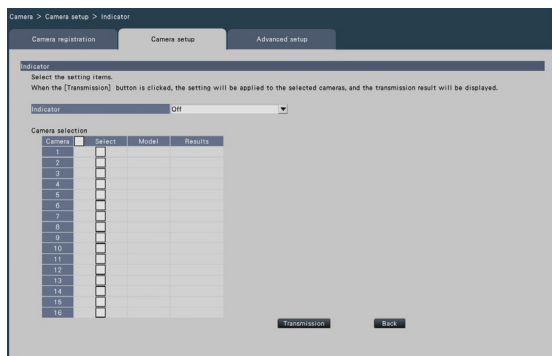 Camera > Camera setup > Indicator
Camera registration Camera setup Advanced setup
Indicator
Select the setting items.
When the [Transmission] button is clicked, the setting will be applied to the selected cameras, and the transmission result will be displayed.
Indicator Off
Camera selection
Camera Select Model Results
1
2
3
4
5
6
7
8
9
10
11
12
13
14
15
16
Transmission Back